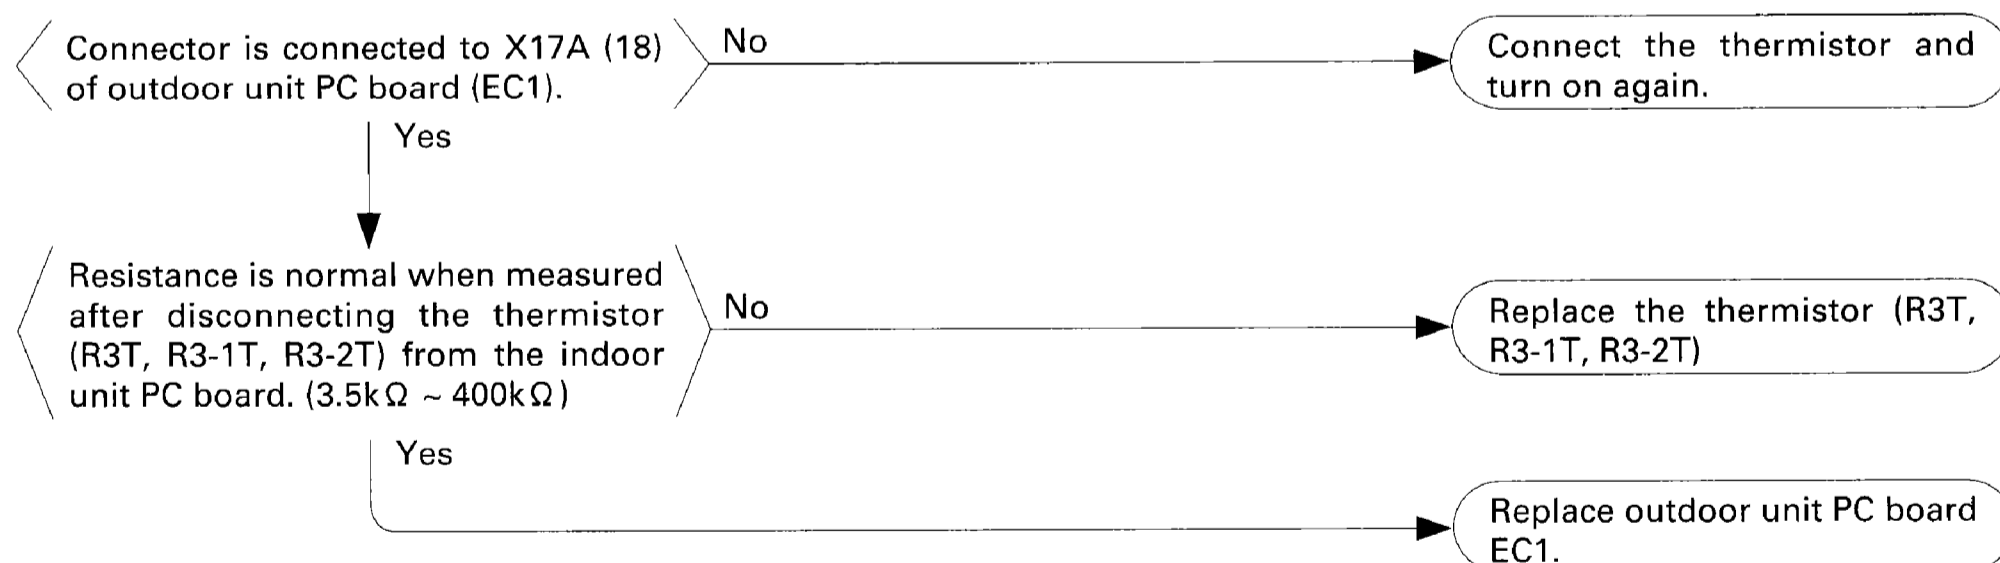 Connector is connected to X17A (18)
of outdoor unit PC board (EC1).
No
Connect the thermistor and
turn on again.
Yes
Resistance is normal when measured
after disconnecting the thermistor
(R3T, R3-1T, R3-2T) from the indoor
unit PC board. (3.5kΩ ~ 400kΩ)
No
Replace the thermistor (R3T,
R3-1T, R3-2T)
Yes
Replace outdoor unit PC board
EC1.